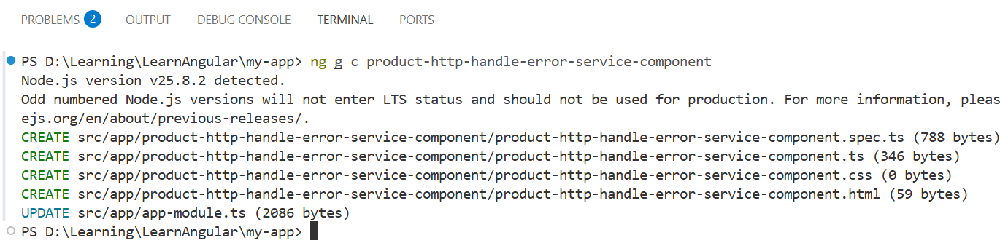 PROBLEMS 2 OUTPUT DEBUG CONSOLE TERMINAL PORTS
PS D:\Learning\LearnAngular\my-app> ng g c product-http-handle-error-service-component
Node.js version v25.8.2 detected.
Odd numbered Node.js versions will not enter LTS status and should not be used for production. For more information, pleas
ejs.org/en/about/previous-releases/.
CREATE src/app/product-http-handle-error-service-component/product-http-handle-error-service-component.spec.ts (788 bytes)
CREATE src/app/product-http-handle-error-service-component/product-http-handle-error-service-component.ts (346 bytes)
CREATE src/app/product-http-handle-error-service-component/product-http-handle-error-service-component.css (0 bytes)
CREATE src/app/product-http-handle-error-service-component/product-http-handle-error-service-component.html (59 bytes)
UPDATE src/app/app-module.ts (2086 bytes)
PS D:\Learning\LearnAngular\my-app>